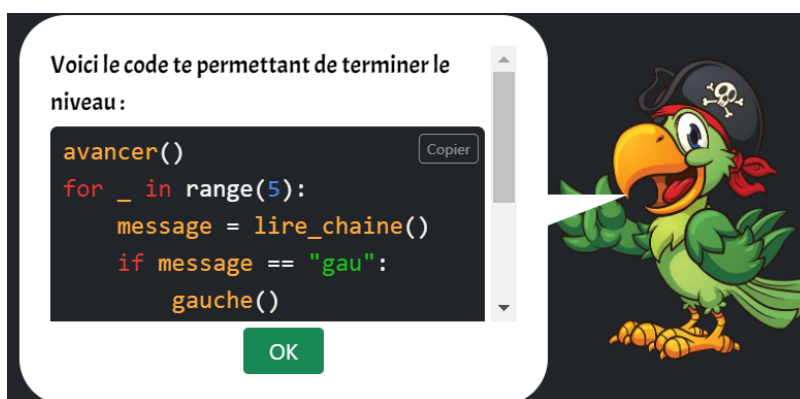 Voici le code te permettant de terminer le
niveau :
avancer()
Copier
for _ in range(5):
    message = lire_chaine()
    if message == "gau":
        gauche()
OK